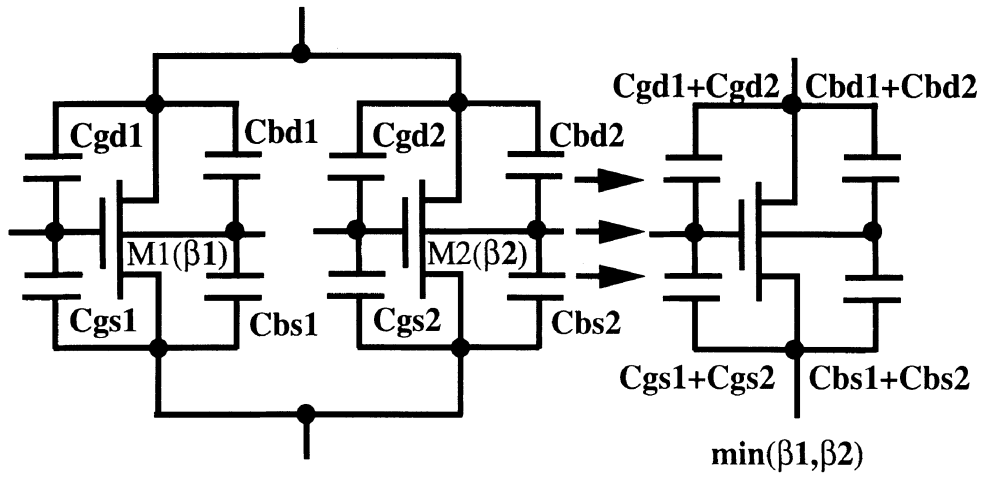 Cgd1+Cgd2 Cbd1+Cbd2
Cgd1 Cbd1 Cgd2 Cbd2
M1(β1) M2(β2)
Cgs1 Cbs1 Cgs2 Cbs2
Cgs1+Cgs2 Cbs1+Cbs2
min(β1,β2)